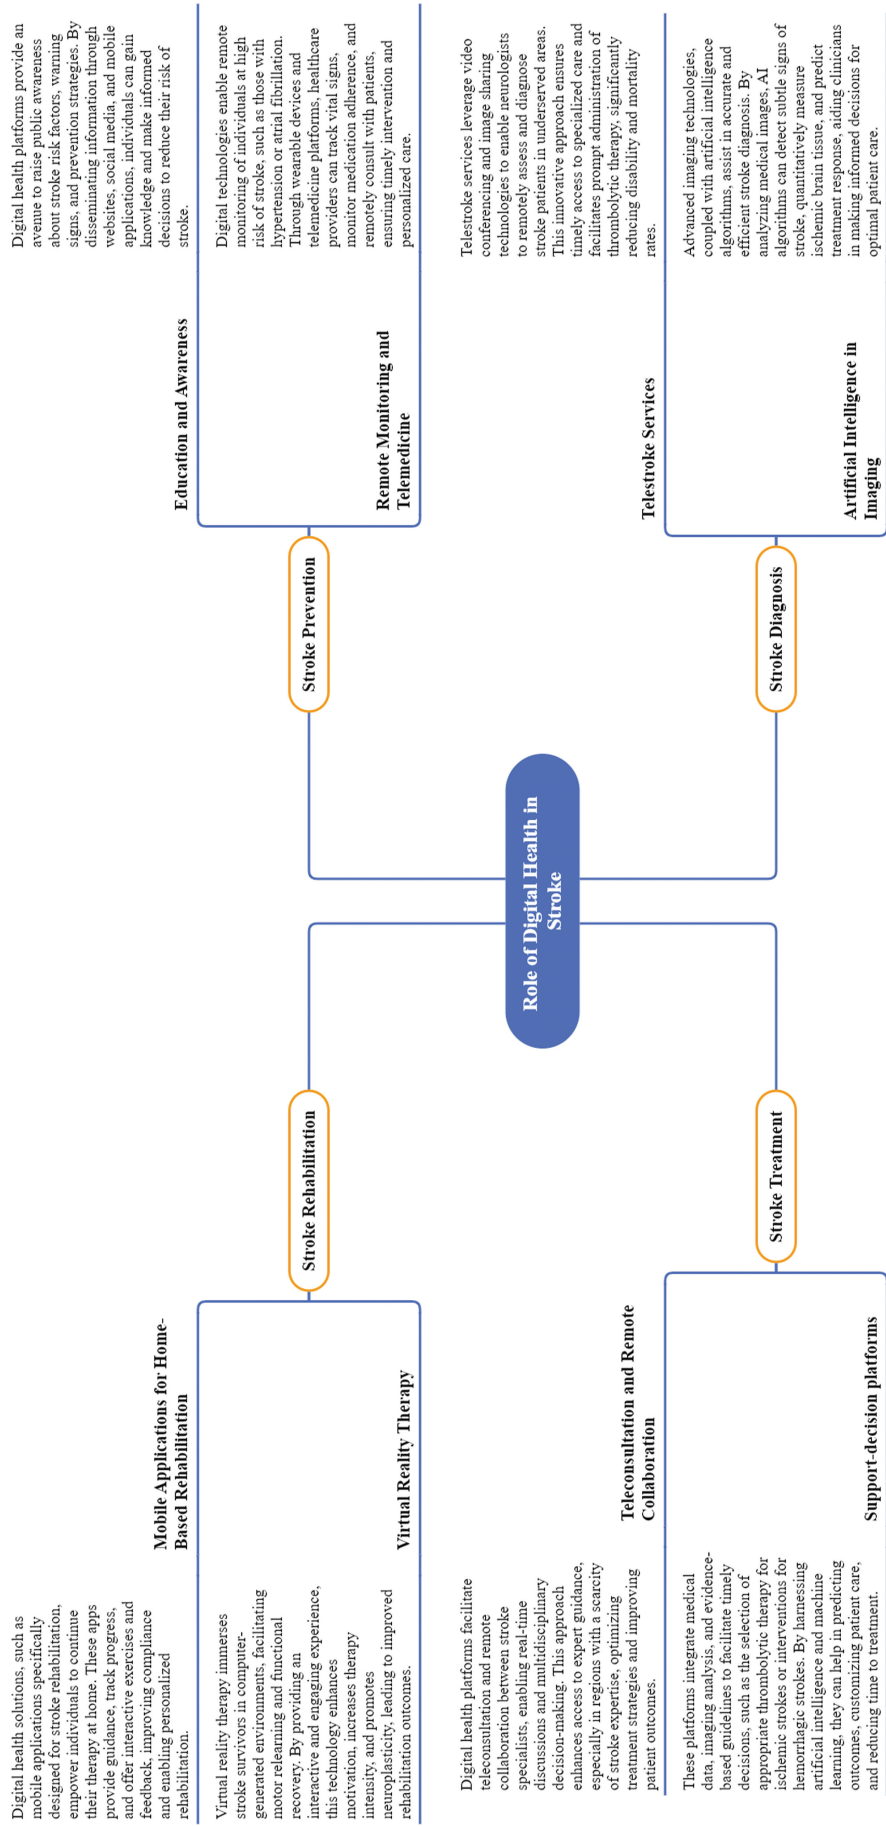 Role of Digital Health in
Stroke
Stroke Rehabilitation
Mobile Applications for Home-
Based Rehabilitation
Digital health solutions, such as
mobile applications specifically
designed for stroke rehabilitation,
empower individuals to continue
their therapy at home. These apps
provide guidance, track progress,
and offer interactive exercises and
feedback, improving compliance
and enabling personalized
rehabilitation.
Virtual Reality Therapy
Virtual reality therapy immerses
stroke survivors in computer-
generated environments, facilitating
motor relearning and functional
recovery. By providing an
interactive and engaging experience,
this technology enhances
motivation, increases therapy
intensity, and promotes
neuroplasticity, leading to improved
rehabilitation outcomes.
Stroke Prevention
Education and Awareness
Digital health platforms provide an
avenue to raise public awareness
about stroke risk factors, warning
signs, and prevention strategies. By
disseminating information through
websites, social media, and mobile
applications, individuals can gain
knowledge and make informed
decisions to reduce their risk of
stroke.
Remote Monitoring and
Telemedicine
Digital technologies enable remote
monitoring of individuals at high
risk of stroke, such as those with
hypertension or atrial fibrillation.
Through wearable devices and
telemedicine platforms, healthcare
providers can track vital signs,
monitor medication adherence, and
remotely consult with patients,
ensuring timely intervention and
personalized care.
Stroke Treatment
Teleconsultation and Remote
Collaboration
Digital health platforms facilitate
teleconsultation and remote
collaboration between stroke
specialists, enabling real-time
discussions and multidisciplinary
decision-making. This approach
enhances access to expert guidance,
especially in regions with a scarcity
of stroke expertise, optimizing
treatment strategies and improving
patient outcomes.
Support-decision platforms
These platforms integrate medical
data, imaging analysis, and evidence-
based guidelines to facilitate timely
decisions, such as the selection of
appropriate thrombolytic therapy for
ischemic strokes or interventions for
hemorrhagic strokes. By harnessing
artificial intelligence and machine
learning, they can help in predicting
outcomes, customizing patient care,
and reducing time to treatment.
Stroke Diagnosis
Telestroke Services
Telestroke services leverage video
conferencing and image sharing
technologies to enable neurologists
to remotely assess and diagnose
stroke patients in underserved areas.
This innovative approach ensures
timely access to specialized care and
facilitates prompt administration of
thrombolytic therapy, significantly
reducing disability and mortality
rates.
Artificial Intelligence in
Imaging
Advanced imaging technologies,
coupled with artificial intelligence
algorithms, assist in accurate and
efficient stroke diagnosis. By
analyzing medical images, AI
algorithms can detect subtle signs of
stroke, quantitatively measure
ischemic brain tissue, and predict
treatment response, aiding clinicians
in making informed decisions for
optimal patient care.